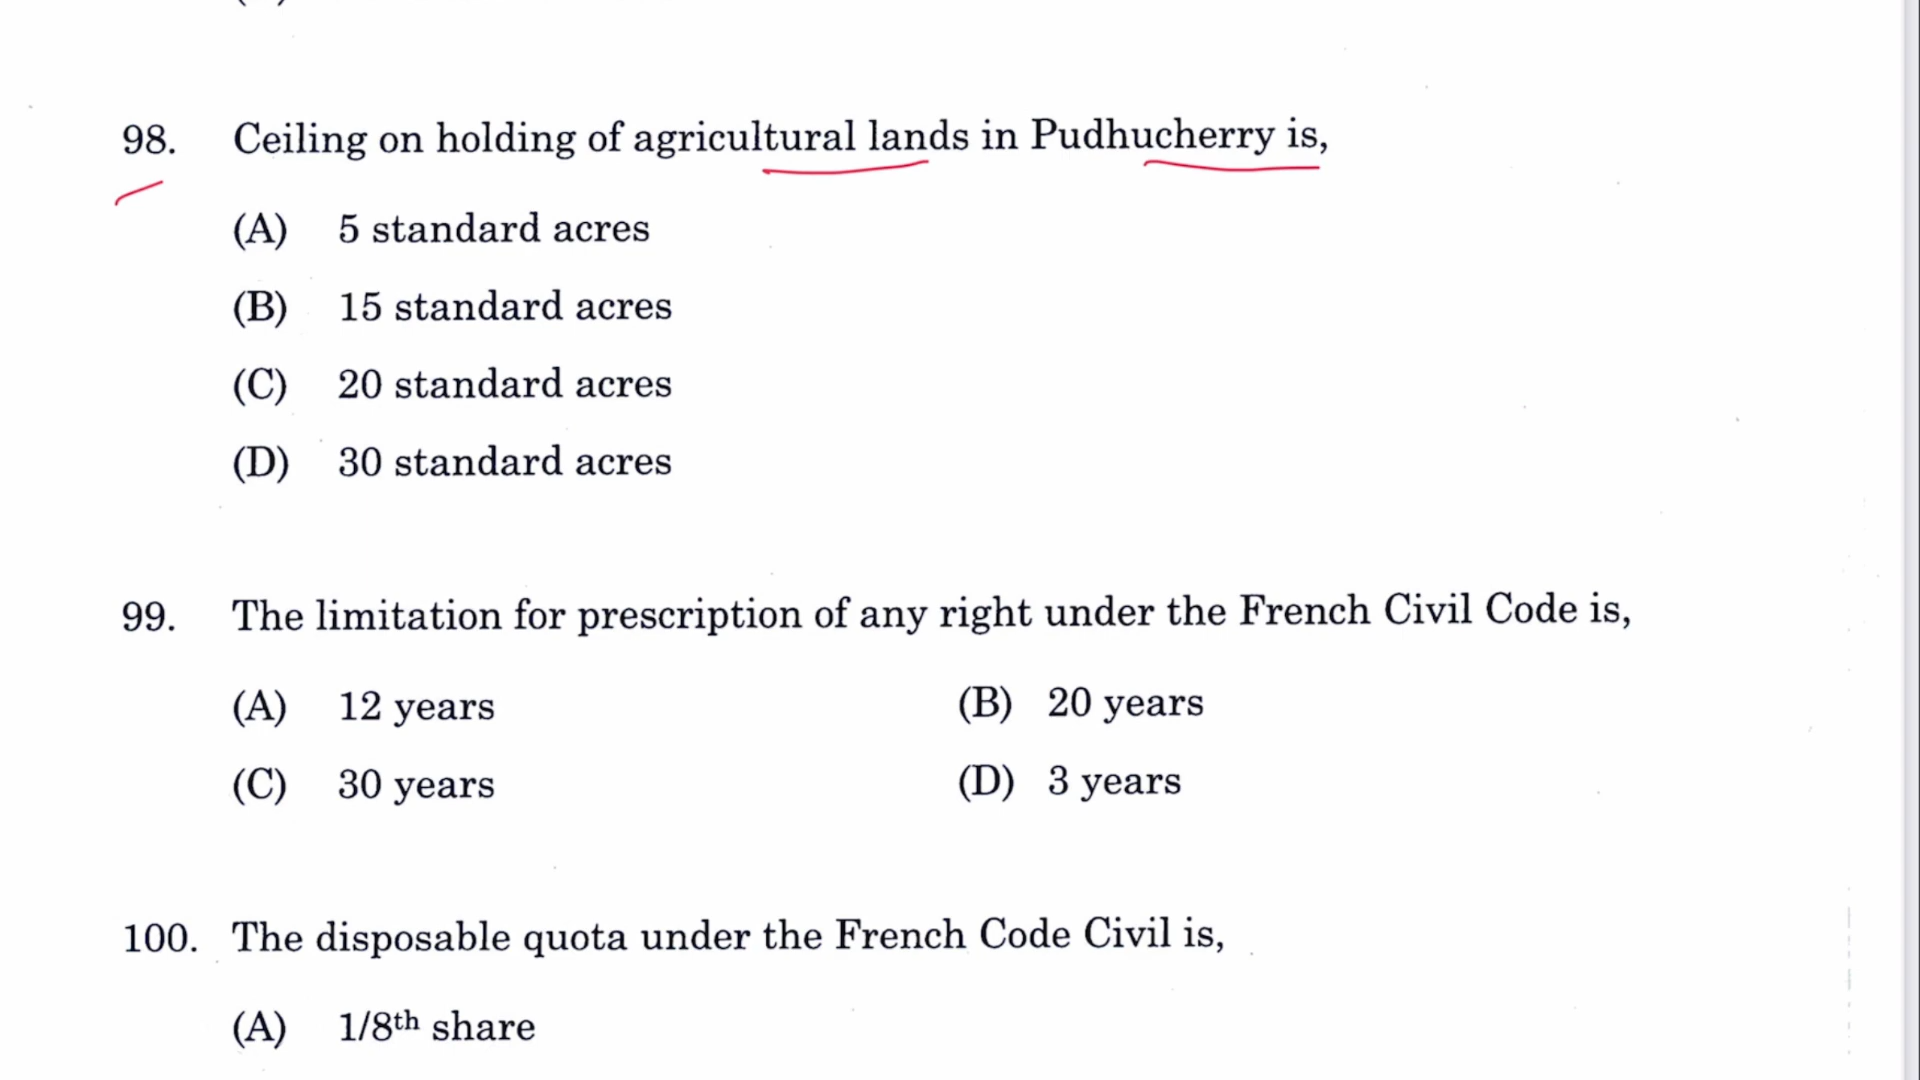 98. Ceiling on holding of agricultural lands in Pudhucherry is,
(A) 5 standard acres
(B) 15 standard acres
(C) 20 standard acres
(D) 30 standard acres
99. The limitation for prescription of any right under the French Civil Code is,
(A) 12 years (B) 20 years
(C) 30 years (D) 3 years
100. The disposable quota under the French Code Civil is,
(A) 1/8th share